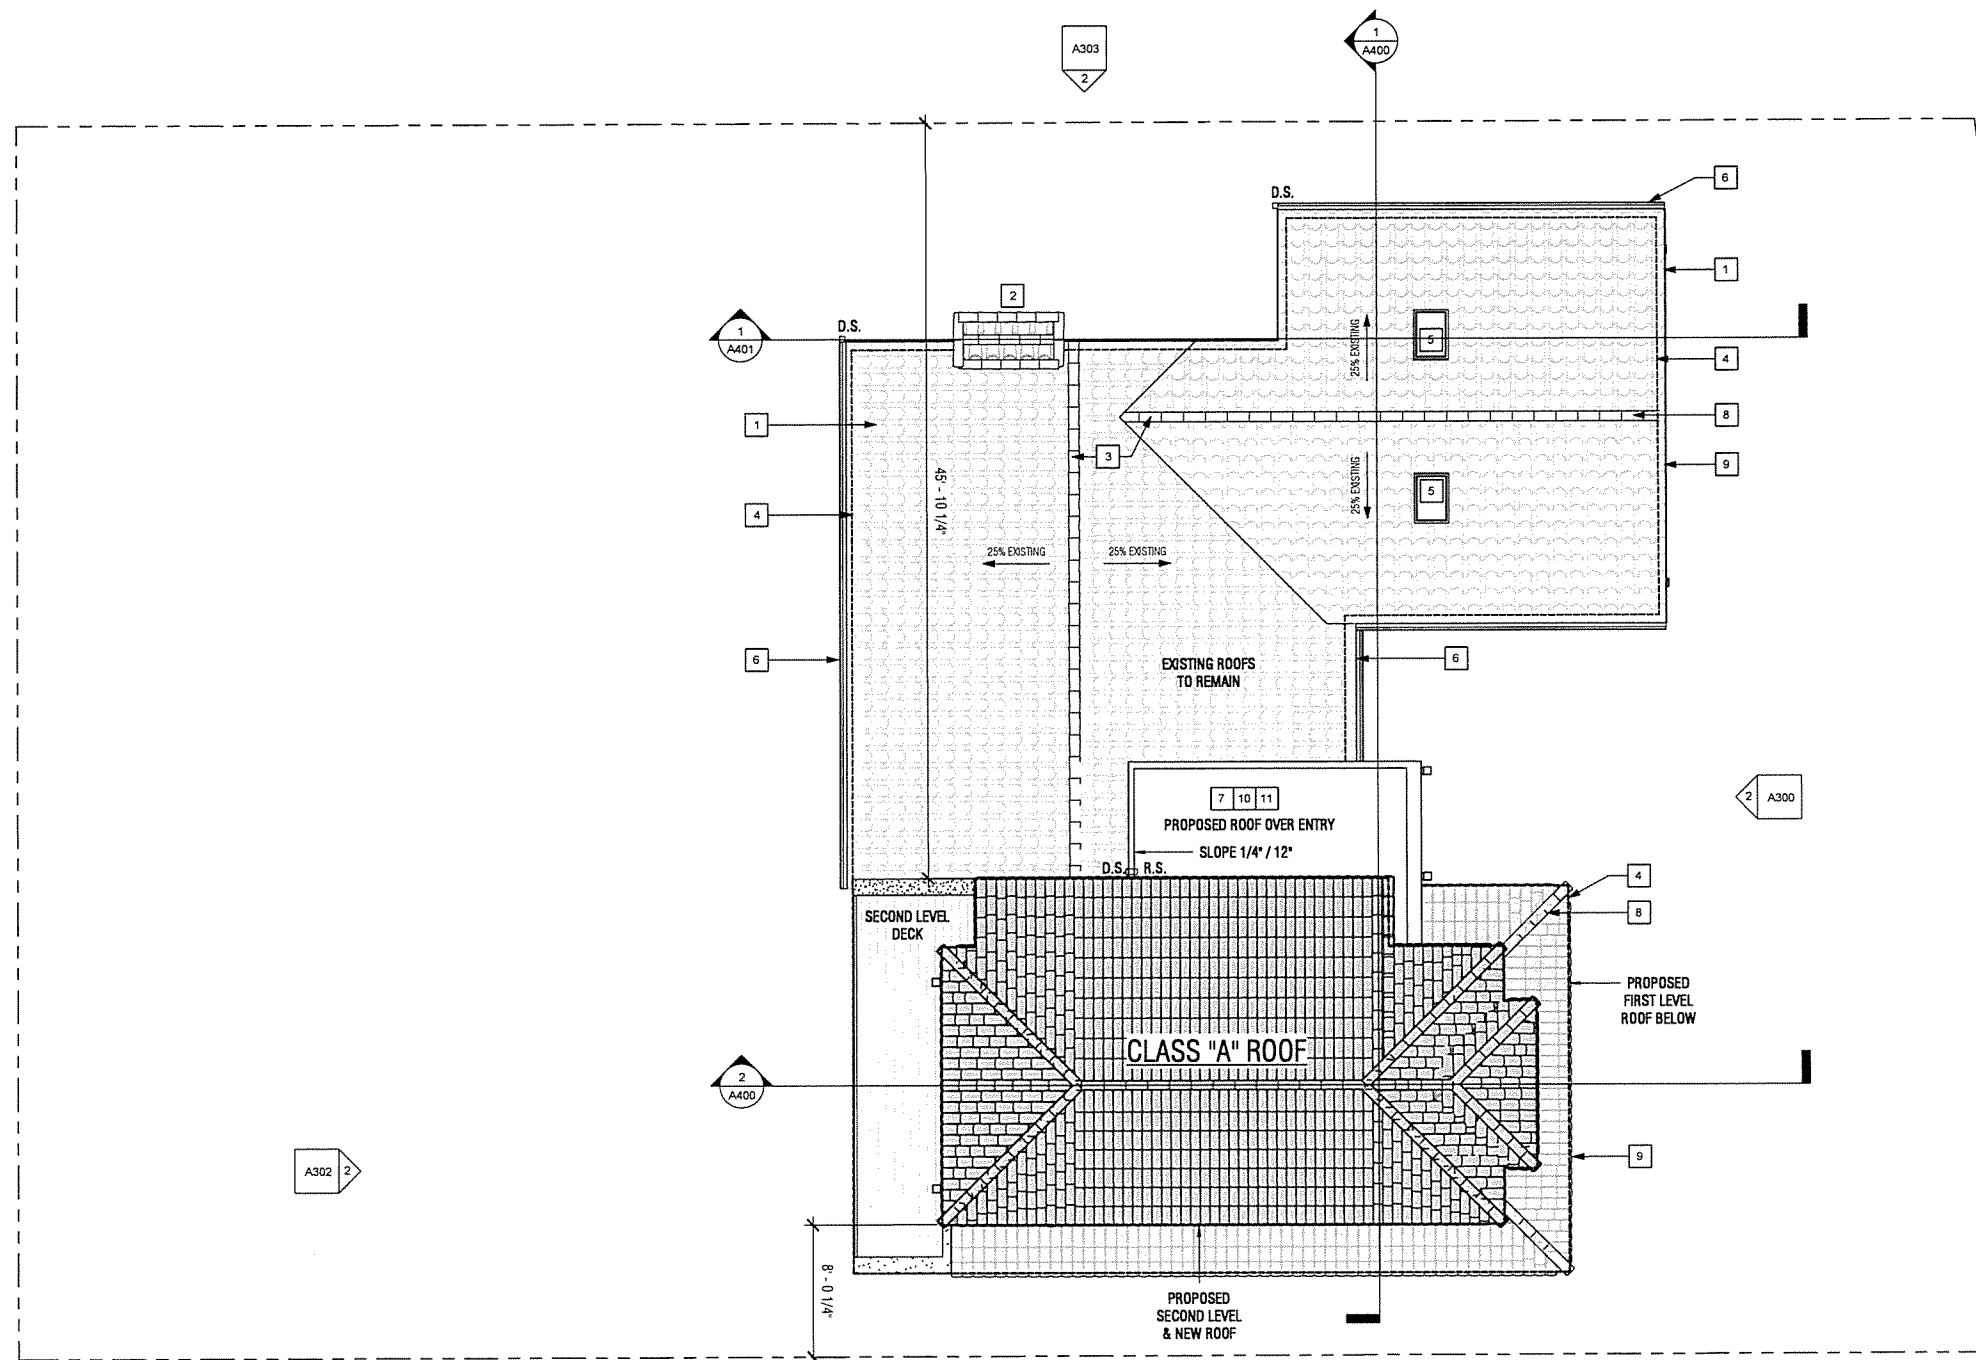 1
A400
A303
2
D.S.
6
1
2
D.S.
1
A401
5
25% EXISTING
4
8
1
3
9
25% EXISTING
5
45' - 10 1/4"
4
25% EXISTING
25% EXISTING
6
EXISTING ROOFS
TO REMAIN
6
7 10 11
PROPOSED ROOF OVER ENTRY
2 A300
SLOPE 1/4" / 12"
D.S. R.S.
4
SECOND LEVEL
DECK
8
PROPOSED
FIRST LEVEL
ROOF BELOW
CLASS "A" ROOF
2
A400
9
A302 2
8' - 0 1/4"
PROPOSED
SECOND LEVEL
& NEW ROOF